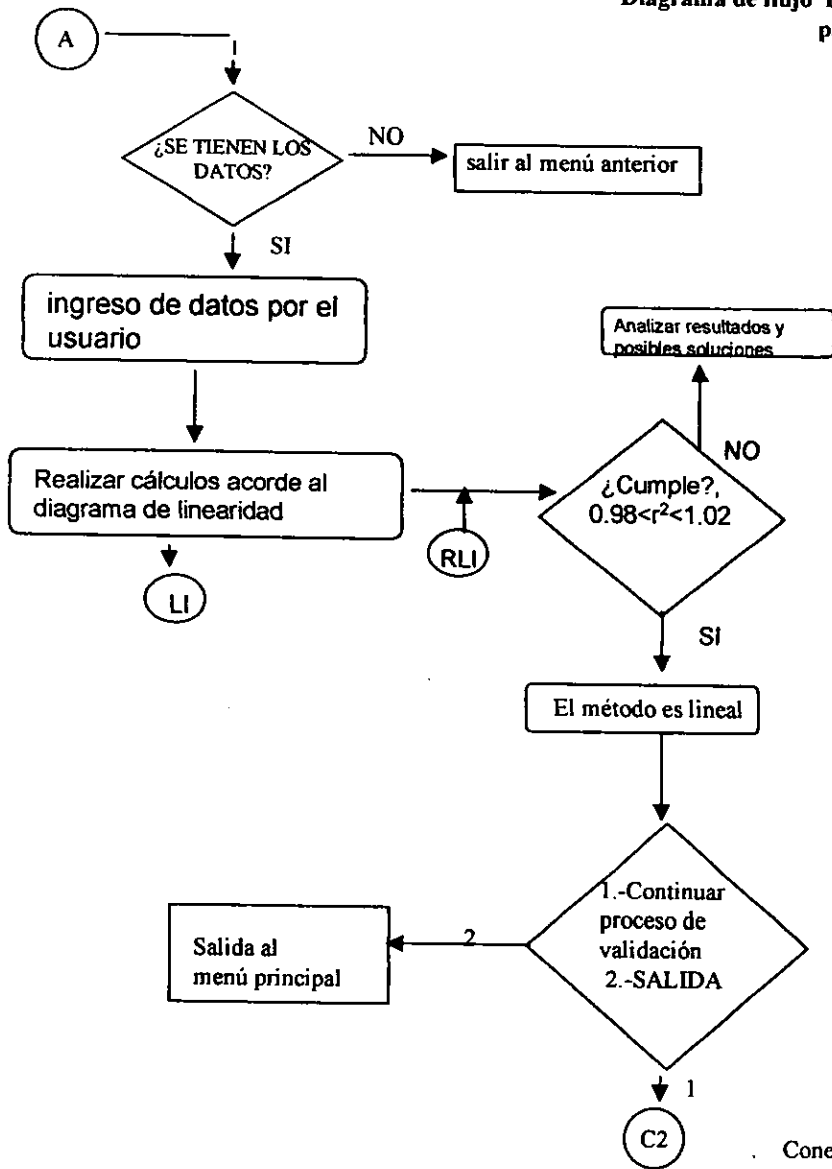 Diagrama de flujo
A
¿SE TIENEN LOS
DATOS?
NO
salir al menú anterior
SI
ingreso de datos por el
usuario
Analizar resultados y
posibles soluciones
NO
Realizar cálculos acorde al
diagrama de linearidad
¿Cumple?,
0.98<r²<1.02
RLI
LI
SI
El método es lineal
1.-Continuar
proceso de
validación
2.-SALIDA
2
Salida al
menú principal
1
C2